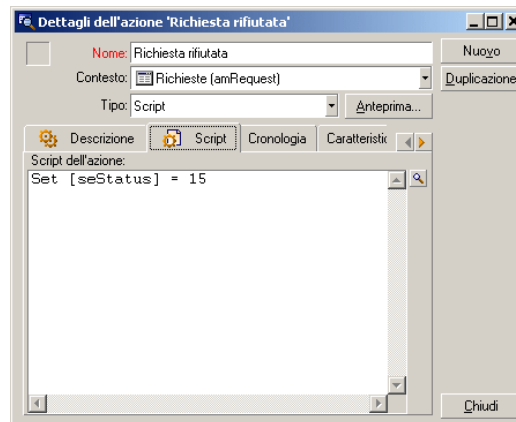 Dettagli dell'azione 'Richiesta rifiutata'
Nome: Richiesta rifiutata
Nuovo
Contesto: Richieste (amRequest)
Duplicazione
Tipo: Script
Anteprima...
Descrizione Script Cronologia Caratteristic
Script dell'azione:
Set [seStatus] = 15
Chiudi